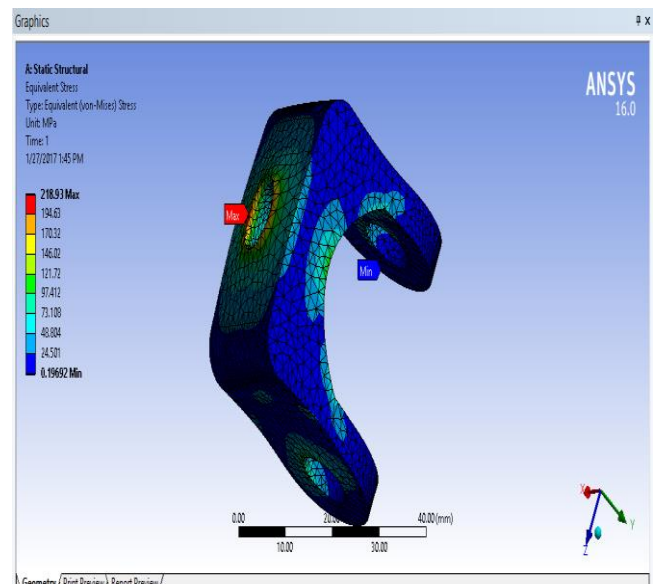 Graphics
A: Static Structural
Equivalent Stress
Type: Equivalent (von-Mises) Stress
Unit: MPa
Time: 1
1/27/2017 1:45 PM
218.93 Max
194.63
170.32
146.02
121.72
97.412
73.108
48.804
24.501
0.19692 Min
ANSYS
16.0
Max
Min
0.00 20.00 40.00 (mm)
10.00 30.00
X
Y
Z
Geometry / Print Preview / Report Preview /